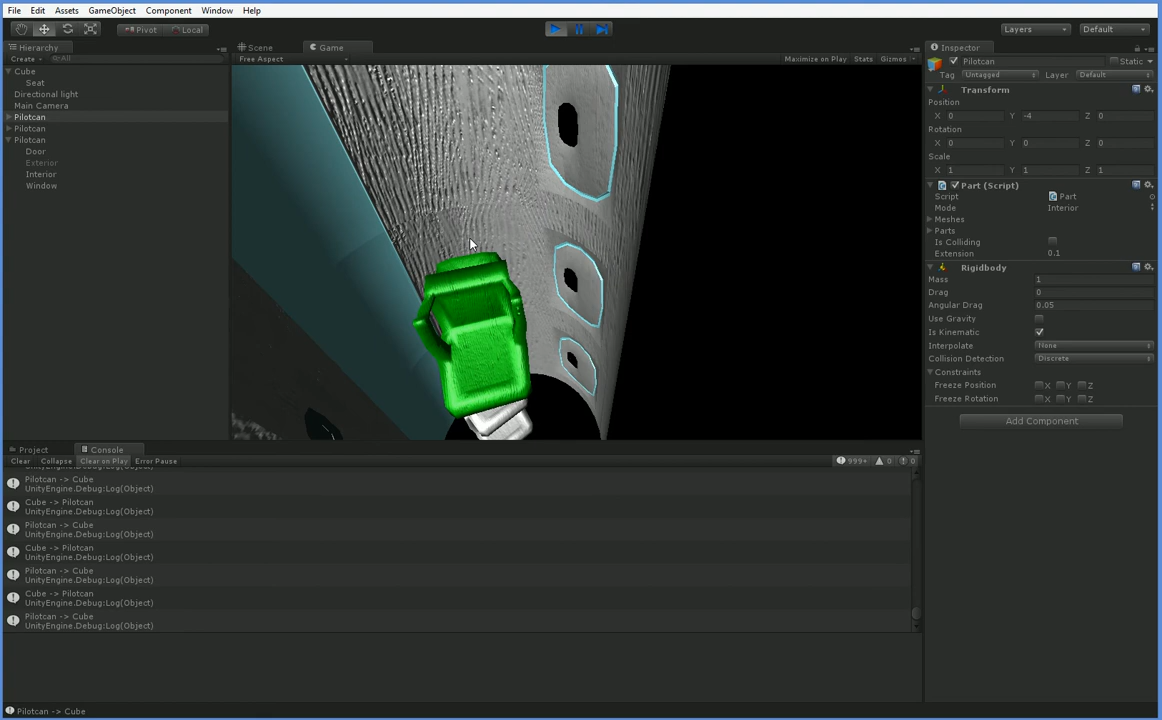 File Edit Assets GameObject Component Window Help
Pivot Local Layers Default
Hierarchy Scene Game Inspector
Create All Free Aspect Maximize on Play Stats Gizmos
Cube
Seat
Directional light
Main Camera
Pilotcan
Pilotcan
Pilotcan
Door
Exterior
Interior
Window
Pilotcan Static
Tag Untagged Layer Default
Transform
Position
X 0 Y -4 Z 0
Rotation
X 0 Y 0 Z 0
Scale
X 1 Y 1 Z 1
Part (Script)
Script Part
Mode Interior
Meshes
Parts
Is Colliding
Extension 0.1
Rigidbody
Mass 1
Drag 0
Angular Drag 0.05
Use Gravity
Is Kinematic
Interpolate None
Collision Detection Discrete
Constraints
Freeze Position X Y Z
Freeze Rotation X Y Z
Add Component
Project Console
Clear Collapse Clear on Play Error Pause 999+ 0 0
UnityEngine.Debug:Log(Object)
Pilotcan -> Cube
UnityEngine.Debug:Log(Object)
Cube -> Pilotcan
UnityEngine.Debug:Log(Object)
Pilotcan -> Cube
UnityEngine.Debug:Log(Object)
Cube -> Pilotcan
UnityEngine.Debug:Log(Object)
Pilotcan -> Cube
UnityEngine.Debug:Log(Object)
Cube -> Pilotcan
UnityEngine.Debug:Log(Object)
Pilotcan -> Cube
UnityEngine.Debug:Log(Object)
Pilotcan -> Cube